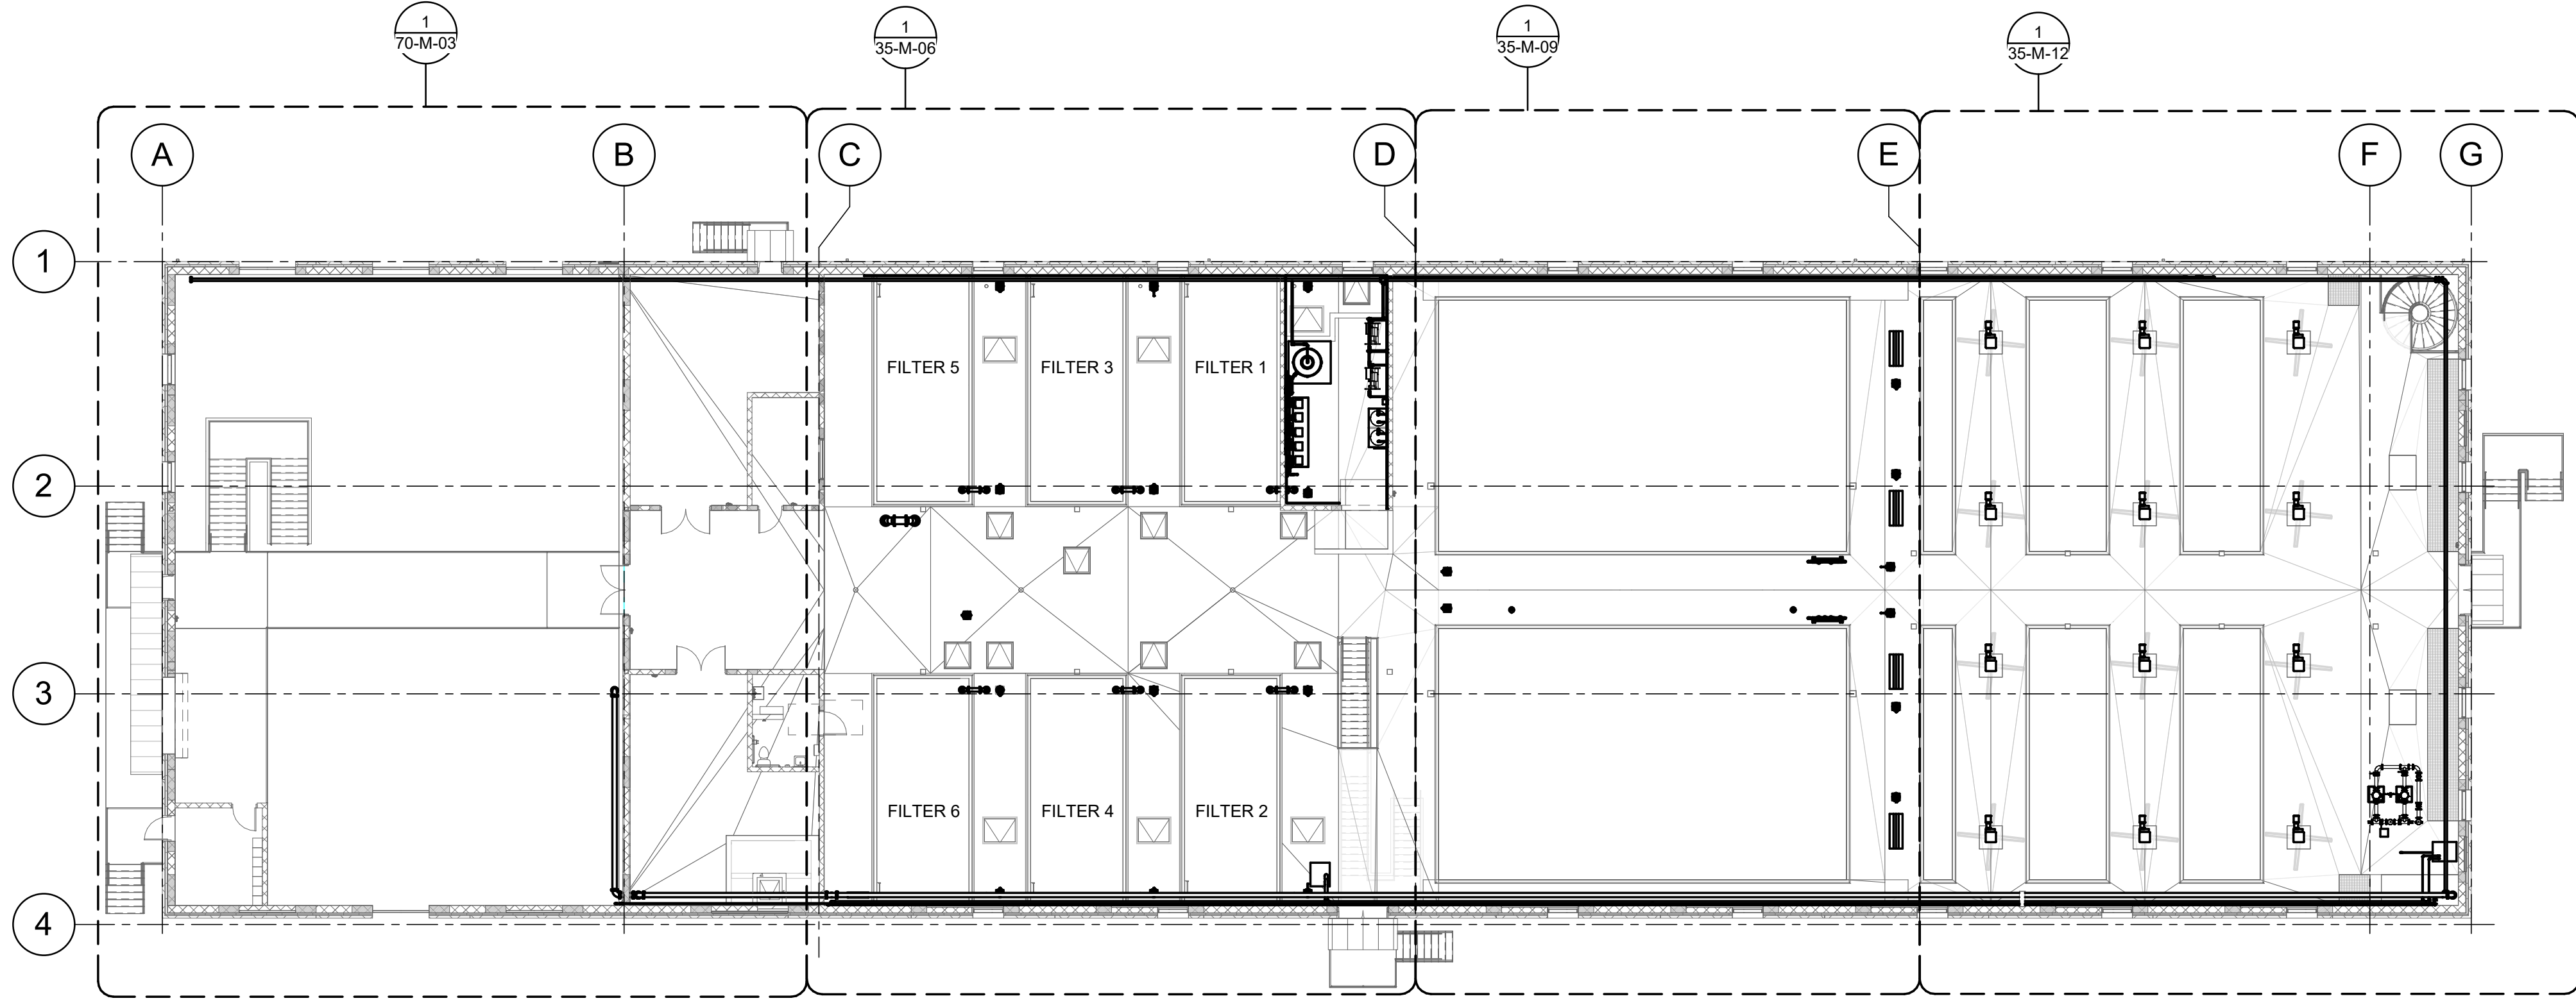 1
70-M-03
1
35-M-06
1
35-M-09
1
35-M-12
A
B
C
D
E
F
G
1
2
3
4
FILTER 5
FILTER 3
FILTER 1
FILTER 6
FILTER 4
FILTER 2